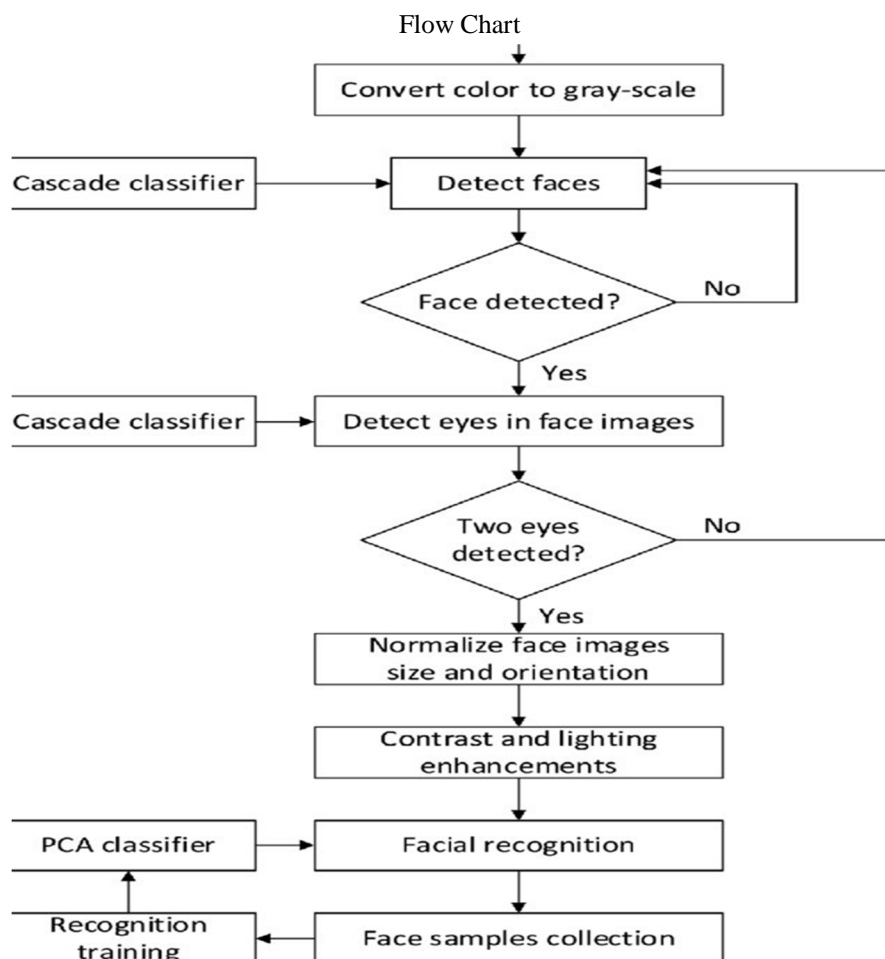 Flow Chart
Convert color to gray-scale
Cascade classifier
Detect faces
Face detected?
No
Yes
Cascade classifier
Detect eyes in face images
Two eyes
detected?
No
Yes
Normalize face images
size and orientation
Contrast and lighting
enhancements
PCA classifier
Facial recognition
Recognition
training
Face samples collection